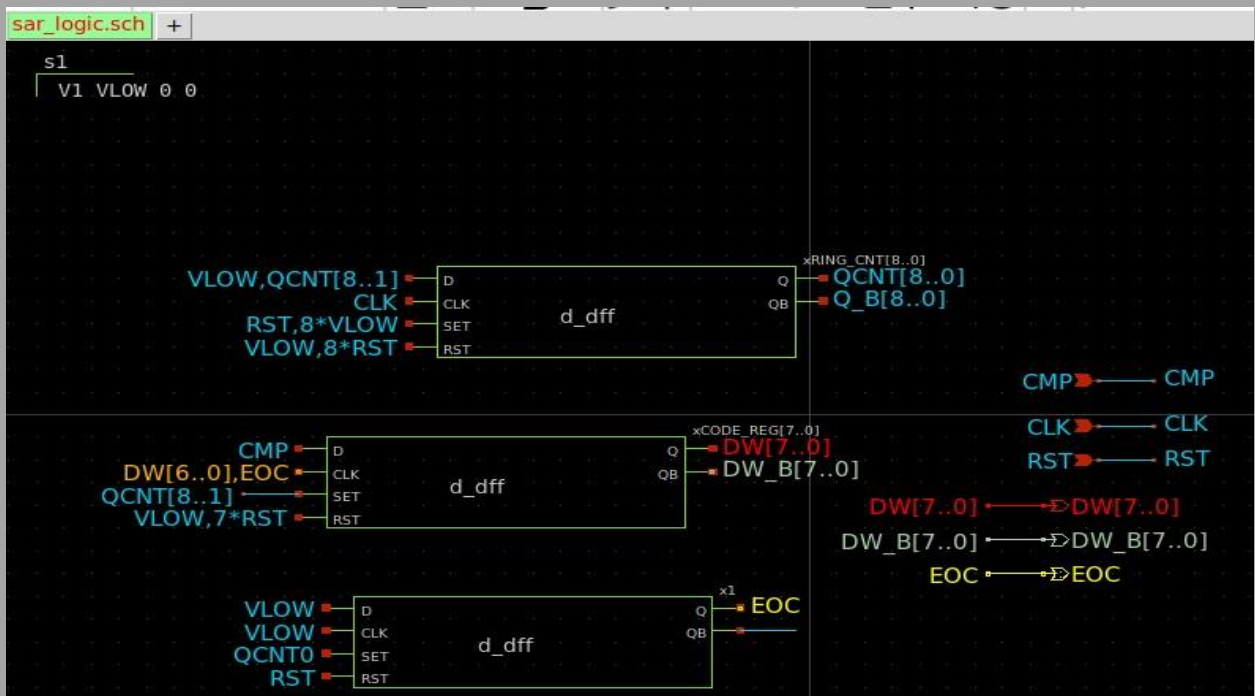 sar_logic.sch +
s1
V1 VLOW 0 0
xRING_CNT[8..0]
VLOW,QCNT[8..1] D Q QCNT[8..0]
CLK CLK QB Q_B[8..0]
RST,8*VLOW SET d_dff
VLOW,8*RST RST
CMP CMP
CLK CLK
RST RST
xCODE_REG[7..0]
CMP D Q DW[7..0]
DW[6..0],EOC CLK QB DW_B[7..0]
QCNT[8..1] SET d_dff
VLOW,7*RST RST
DW[7..0] DW[7..0]
DW_B[7..0] DW_B[7..0]
EOC EOC
x1
VLOW D Q EOC
VLOW CLK QB
QCNT0 SET d_dff
RST RST